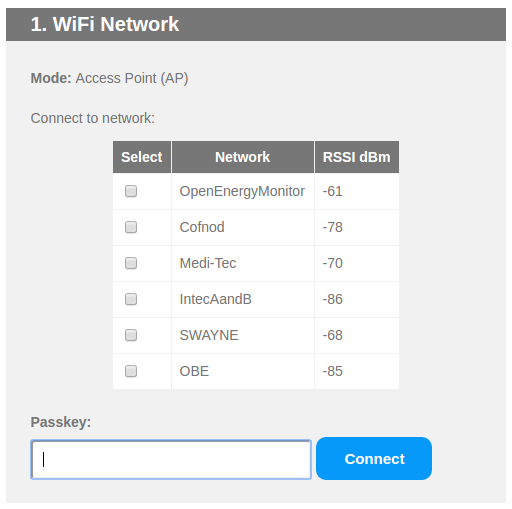 1. WiFi Network
Mode: Access Point (AP)
Connect to network:
Select Network RSSI dBm
OpenEnergyMonitor -61
Cofnod -78
Medi-Tec -70
IntecAandB -86
SWAYNE -68
OBE -85
Passkey:
Connect